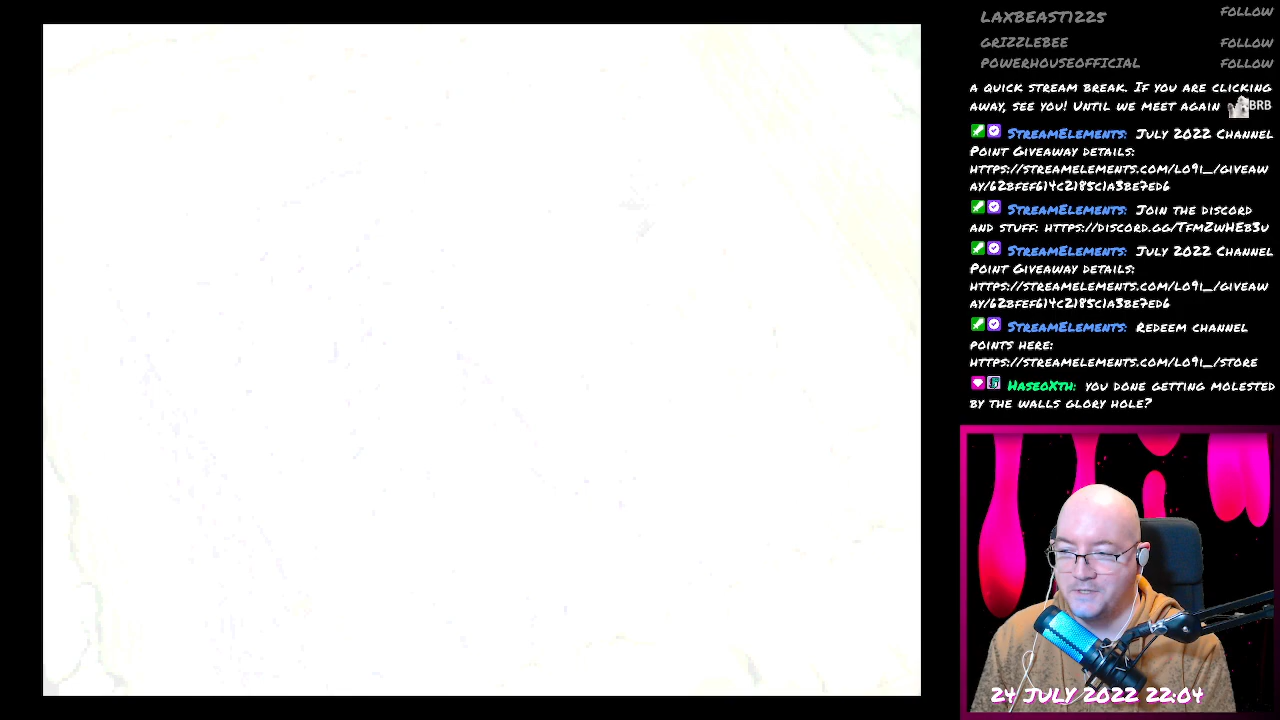 LAXBEAST1225 FOLLOW
GRIZZLEBEE FOLLOW
POWERHOUSEOFFICIAL FOLLOW
A QUICK STREAM BREAK. IF YOU ARE CLICKING
AWAY, SEE YOU! UNTIL WE MEET AGAIN BRB
STREAMELEMENTS: JULY 2022 CHANNEL
POINT GIVEAWAY DETAILS:
HTTPS://STREAMELEMENTS.COM/LO9I_/GIVEAW
AY/62BFEF614C2185C1A3BE7ED6
STREAMELEMENTS: JOIN THE DISCORD
AND STUFF: HTTPS://DISCORD.GG/TFMZWHEB3U
STREAMELEMENTS: JULY 2022 CHANNEL
POINT GIVEAWAY DETAILS:
HTTPS://STREAMELEMENTS.COM/LO9I_/GIVEAW
AY/62BFEF614C2185C1A3BE7ED6
STREAMELEMENTS: REDEEM CHANNEL
POINTS HERE:
HTTPS://STREAMELEMENTS.COM/LO9I_/STORE
HASEOXTH: YOU DONE GETTING MOLESTED
BY THE WALLS GLORY HOLE?
24 JULY 2022 22:04